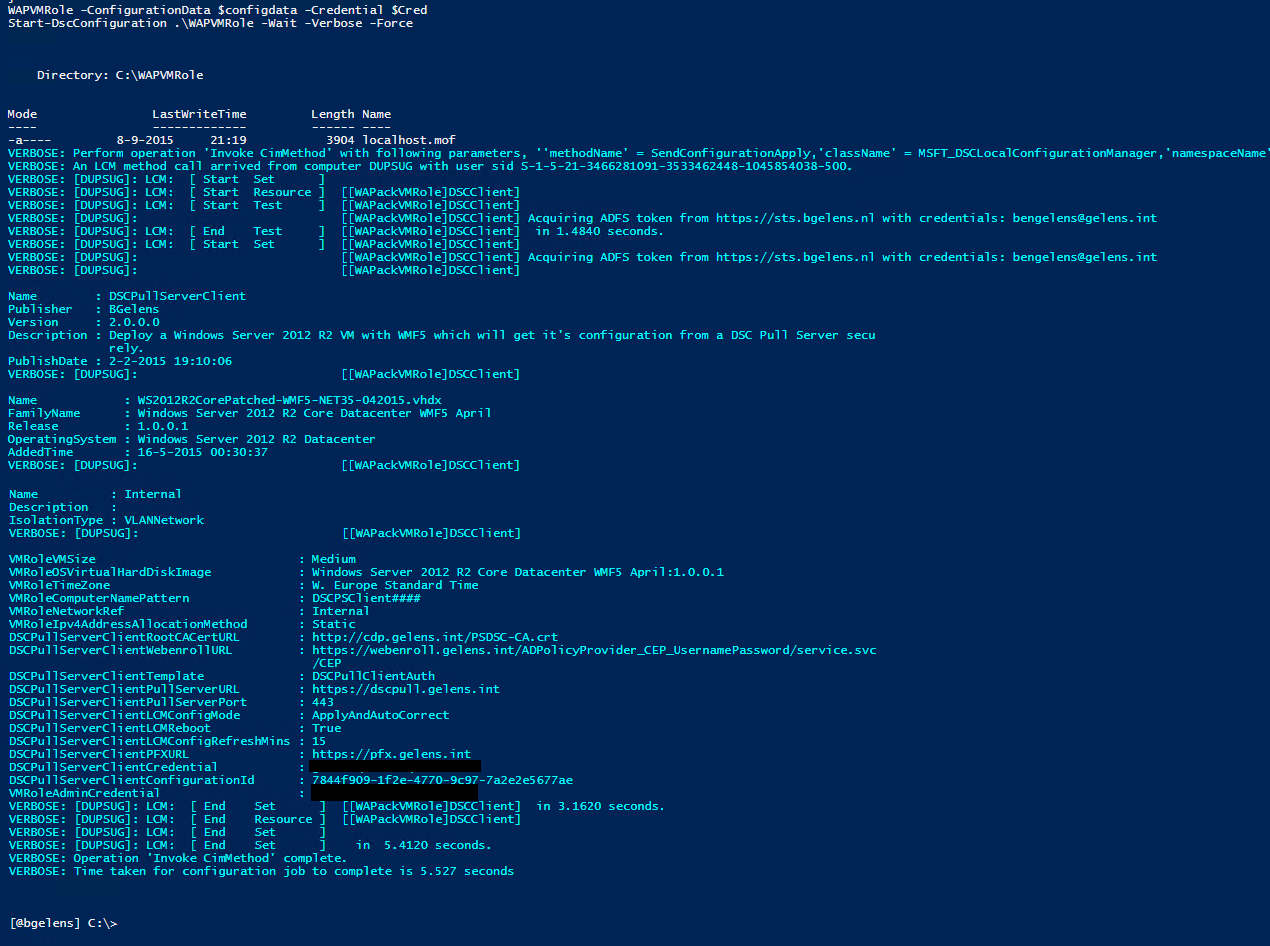 WAPVMRole -ConfigurationData $configdata -Credential $Cred
Start-DscConfiguration .\WAPVMRole -Wait -Verbose -Force
Directory: C:\WAPVMRole
Mode LastWriteTime Length Name
---- ------------- ------ ----
-a---- 8-9-2015 21:19 3904 localhost.mof
VERBOSE: Perform operation 'Invoke CimMethod' with following parameters, ''methodName' = SendConfigurationApply,'className' = MSFT_DSCLocalConfigurationManager,'namespaceName'
VERBOSE: An LCM method call arrived from computer DUPSUG with user sid S-1-5-21-3466281091-3533462448-1045854038-500.
VERBOSE: [DUPSUG]: LCM: [ Start Set ]
VERBOSE: [DUPSUG]: LCM: [ Start Resource ] [[WAPackVMRole]DSCClient]
VERBOSE: [DUPSUG]: LCM: [ Start Test ] [[WAPackVMRole]DSCClient]
VERBOSE: [DUPSUG]: [[WAPackVMRole]DSCClient] Acquiring ADFS token from https://sts.bgelens.nl with credentials: bengelens@gelens.int
VERBOSE: [DUPSUG]: LCM: [ End Test ] [[WAPackVMRole]DSCClient] in 1.4840 seconds.
VERBOSE: [DUPSUG]: LCM: [ Start Set ] [[WAPackVMRole]DSCClient]
VERBOSE: [DUPSUG]: [[WAPackVMRole]DSCClient] Acquiring ADFS token from https://sts.bgelens.nl with credentials: bengelens@gelens.int
VERBOSE: [DUPSUG]: [[WAPackVMRole]DSCClient]
Name : DSCPullServerClient
Publisher : BGelens
Version : 2.0.0.0
Description : Deploy a Windows Server 2012 R2 VM with WMF5 which will get it's configuration from a DSC Pull Server secu
rely.
PublishDate : 2-2-2015 19:10:06
VERBOSE: [DUPSUG]: [[WAPackVMRole]DSCClient]
Name : WS2012R2CorePatched-WMF5-NET35-042015.vhdx
FamilyName : Windows Server 2012 R2 Core Datacenter WMF5 April
Release : 1.0.0.1
OperatingSystem : Windows Server 2012 R2 Datacenter
AddedTime : 16-5-2015 00:30:37
VERBOSE: [DUPSUG]: [[WAPackVMRole]DSCClient]
Name : Internal
Description :
IsolationType : VLANNetwork
VERBOSE: [DUPSUG]: [[WAPackVMRole]DSCClient]
VMRoleVMSize : Medium
VMRoleOSVirtualHardDiskImage : Windows Server 2012 R2 Core Datacenter WMF5 April:1.0.0.1
VMRoleTimeZone : W. Europe Standard Time
VMRoleComputerNamePattern : DSCPSClient####
VMRoleNetworkRef : Internal
VMRoleIpv4AddressAllocationMethod : Static
DSCPullServerClientRootCACertURL : http://cdp.gelens.int/PSDSC-CA.crt
DSCPullServerClientWebenrollURL : https://webenroll.gelens.int/ADPolicyProvider_CEP_UsernamePassword/service.svc
/CEP
DSCPullServerClientTemplate : DSCPullClientAuth
DSCPullServerClientPullServerURL : https://dscpull.gelens.int
DSCPullServerClientPullServerPort : 443
DSCPullServerClientLCMConfigMode : ApplyAndAutoCorrect
DSCPullServerClientLCMReboot : True
DSCPullServerClientLCMConfigRefreshMins : 15
DSCPullServerClientPFXURL : https://pfx.gelens.int
DSCPullServerClientCredential :
DSCPullServerClientConfigurationId : 7844f909-1f2e-4770-9c97-7a2e2e5677ae
VMRoleAdminCredential :
VERBOSE: [DUPSUG]: LCM: [ End Set ] [[WAPackVMRole]DSCClient] in 3.1620 seconds.
VERBOSE: [DUPSUG]: LCM: [ End Resource ] [[WAPackVMRole]DSCClient]
VERBOSE: [DUPSUG]: LCM: [ End Set ]
VERBOSE: [DUPSUG]: LCM: [ End Set ] in 5.4120 seconds.
VERBOSE: Operation 'Invoke CimMethod' complete.
VERBOSE: Time taken for configuration job to complete is 5.527 seconds
[@bgelens] C:\>